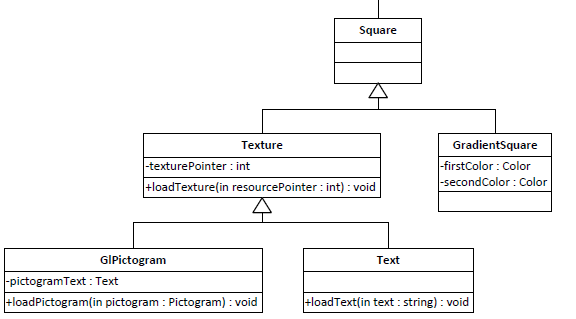 Square
Texture
-texturePointer : int
+loadTexture(in resourcePointer : int) : void
GradientSquare
-firstColor : Color
-secondColor : Color
GlPictogram
-pictogramText : Text
+loadPictogram(in pictogram : Pictogram) : void
Text
+loadText(in text : string) : void